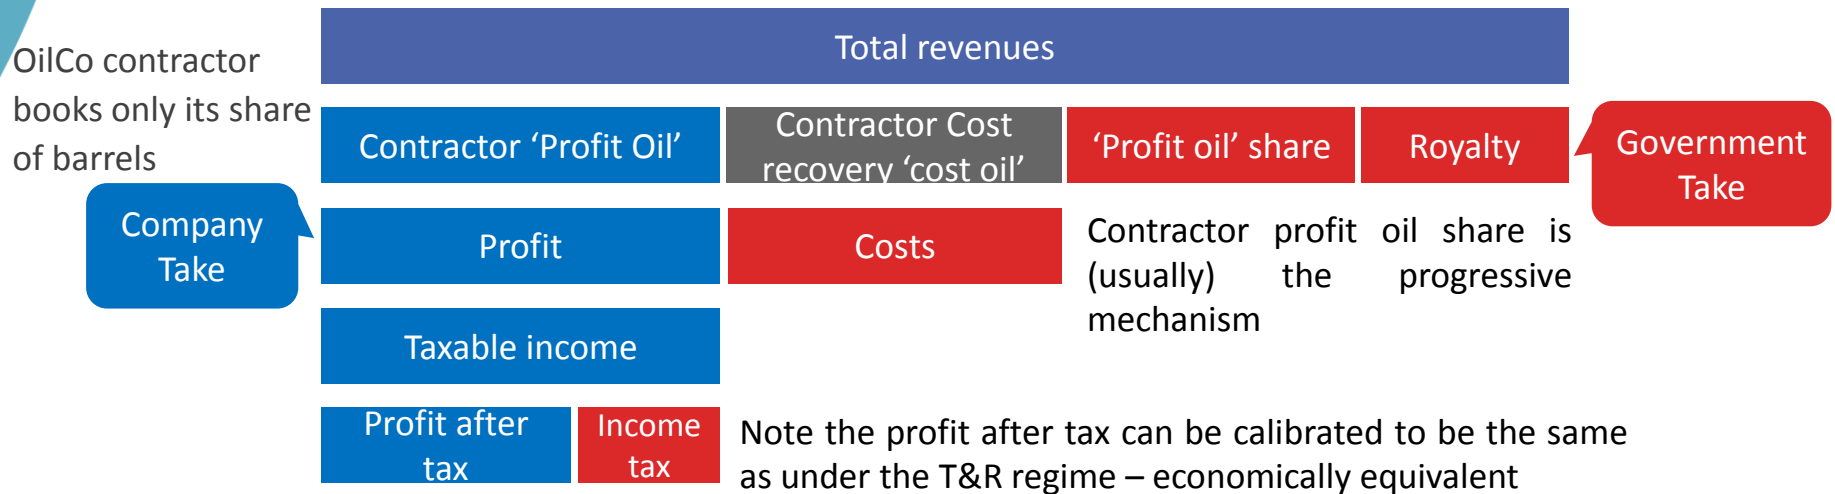 Total revenues
OilCo contractor
books only its share
of barrels
Contractor ‘Profit Oil’
Contractor Cost
recovery ‘cost oil’
‘Profit oil’ share
Royalty
Government
Take
Company
Take
Profit
Costs
Contractor profit oil share is
(usually) the progressive
mechanism
Taxable income
Profit after
tax
Income
tax
Note the profit after tax can be calibrated to be the same
as under the T&R regime – economically equivalent